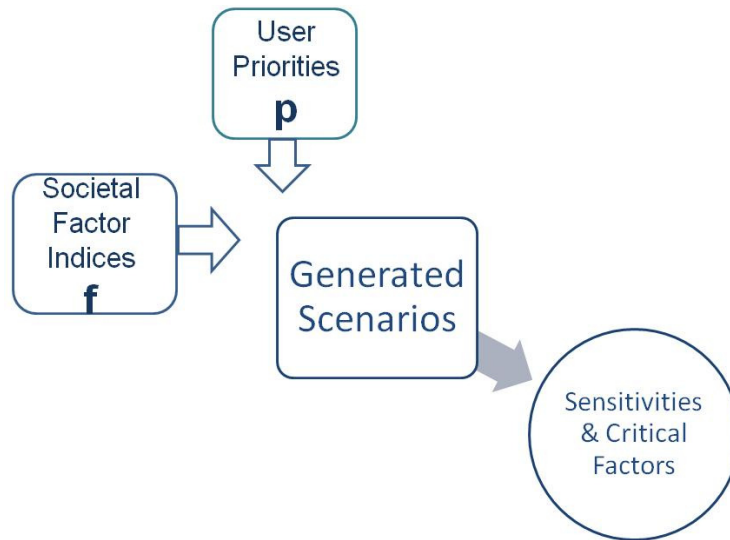 User
Priorities
p
Societal
Factor
Indices
f
Generated
Scenarios
Sensitivities
& Critical
Factors